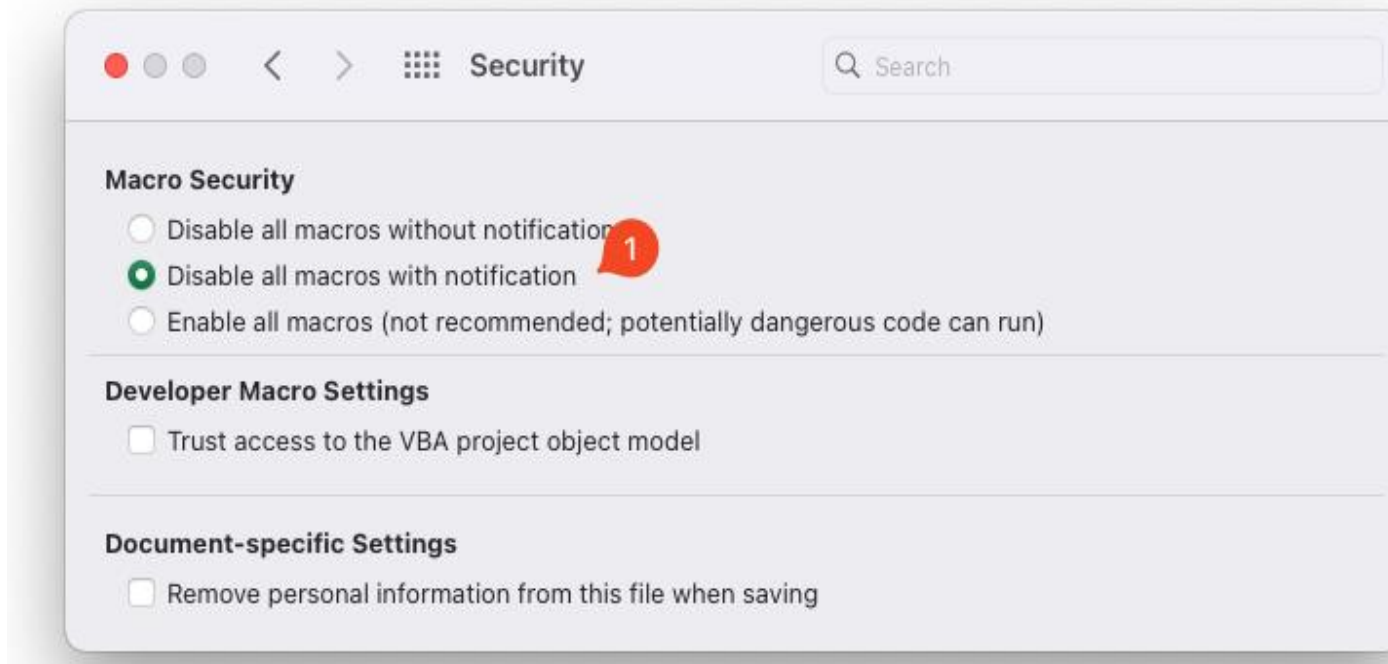 Security
Search
Macro Security
Disable all macros without notification
1
Disable all macros with notification
Enable all macros (not recommended; potentially dangerous code can run)
Developer Macro Settings
Trust access to the VBA project object model
Document-specific Settings
Remove personal information from this file when saving